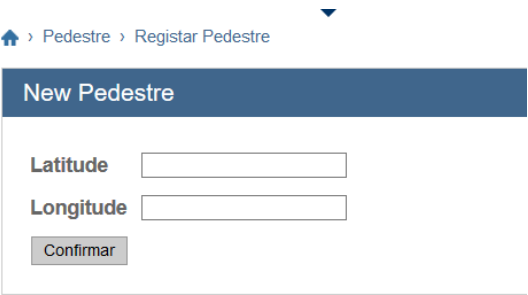 › Pedestre › Registar Pedestre
New Pedestre
Latitude
Longitude
Confirmar